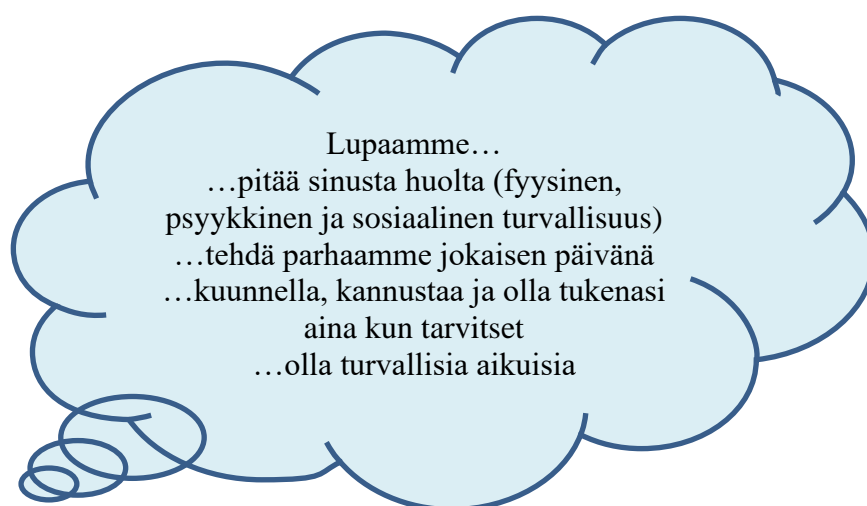 Lupaamme…
…pitää sinusta huolta (fyysinen,
psyykkinen ja sosiaalinen turvallisuus)
…tehdä parhaamme jokaisen päivänä
…kuunnella, kannustaa ja olla tukenasi
aina kun tarvitset
…olla turvallisia aikuisia